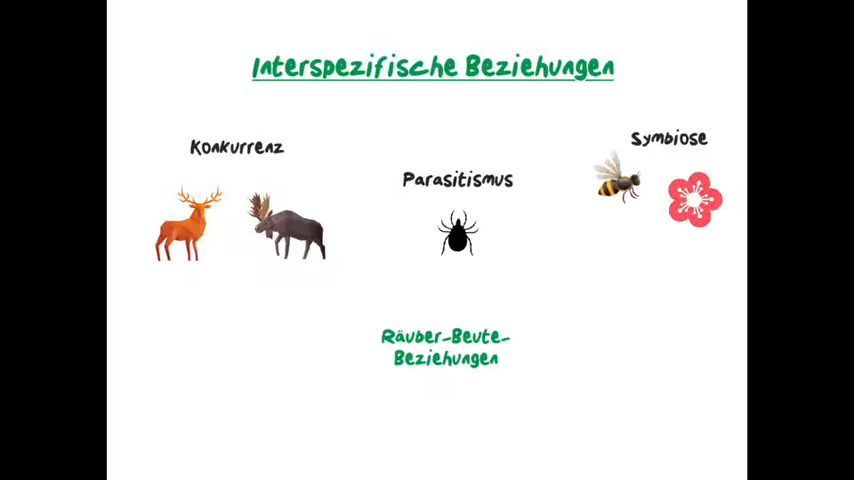 Interspezifische Beziehungen
Konkurrenz
Parasitismus
Symbiose
Räuber-Beute-
Beziehungen